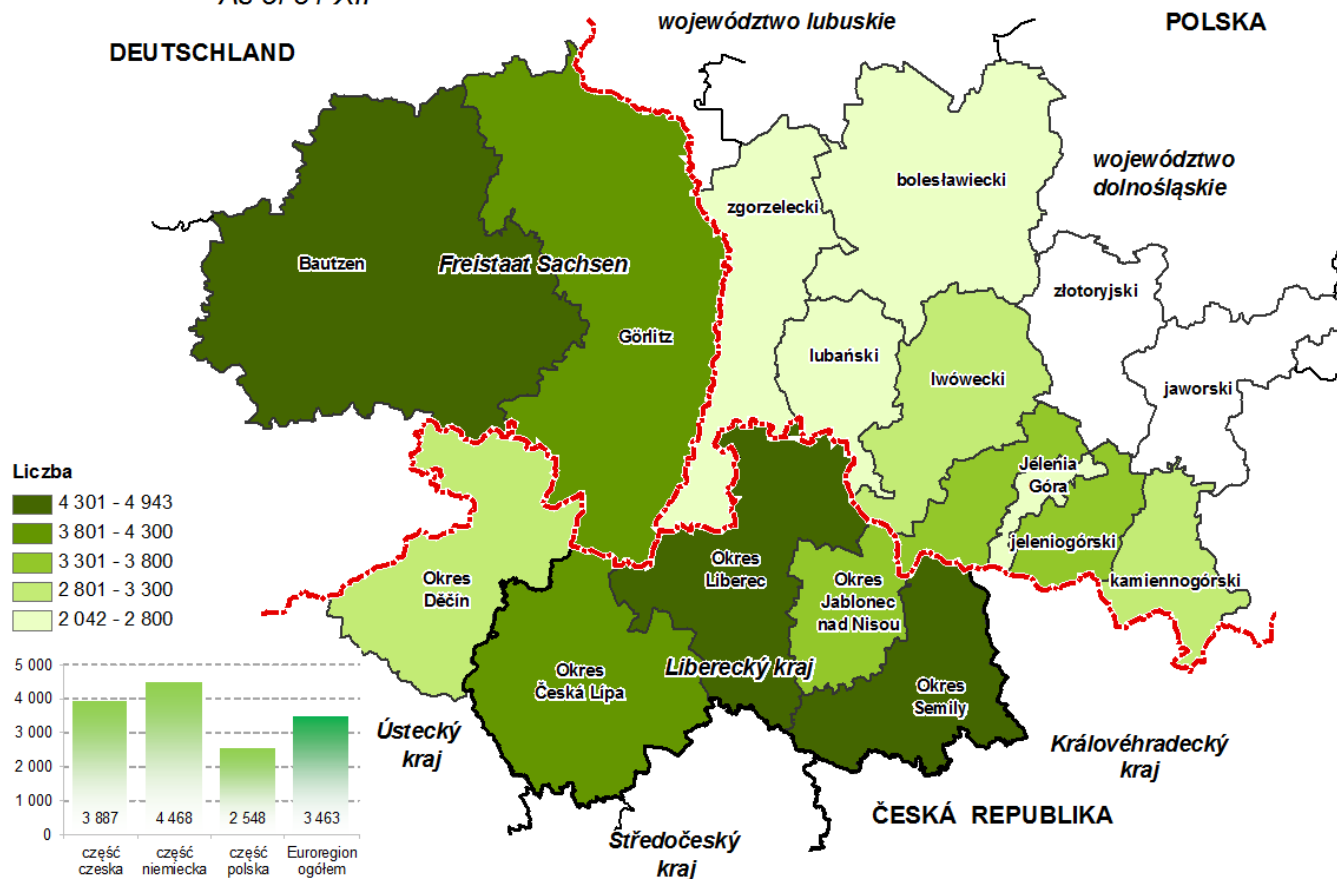 As of 31 XII
województwo lubuskie
POLSKA
DEUTSCHLAND
województwo
dolnośląskie
bolesławiecki
zgorzelecki
Bautzen
Freistaat Sachsen
złotoryjski
Görlitz
lubański
lwówecki
jaworski
Jelenia
Góra
jeleniogórski
kamiennogórski
Okres
Liberec
Okres
Jablonec
nad Nisou
Okres
Děčín
Liberecký kraj
Okres
Česká Lípa
Okres
Semily
Ústecký
kraj
Královéhradecký
kraj
ČESKÁ REPUBLIKA
Středočeský
kraj
Liczba
4 301 - 4 943
3 801 - 4 300
3 301 - 3 800
2 801 - 3 300
2 042 - 2 800
5 000
4 000
3 000
2 000
1 000
0
3 887
4 468
2 548
3 463
część
czeska
część
niemiecka
część
polska
Euroregion
ogółem